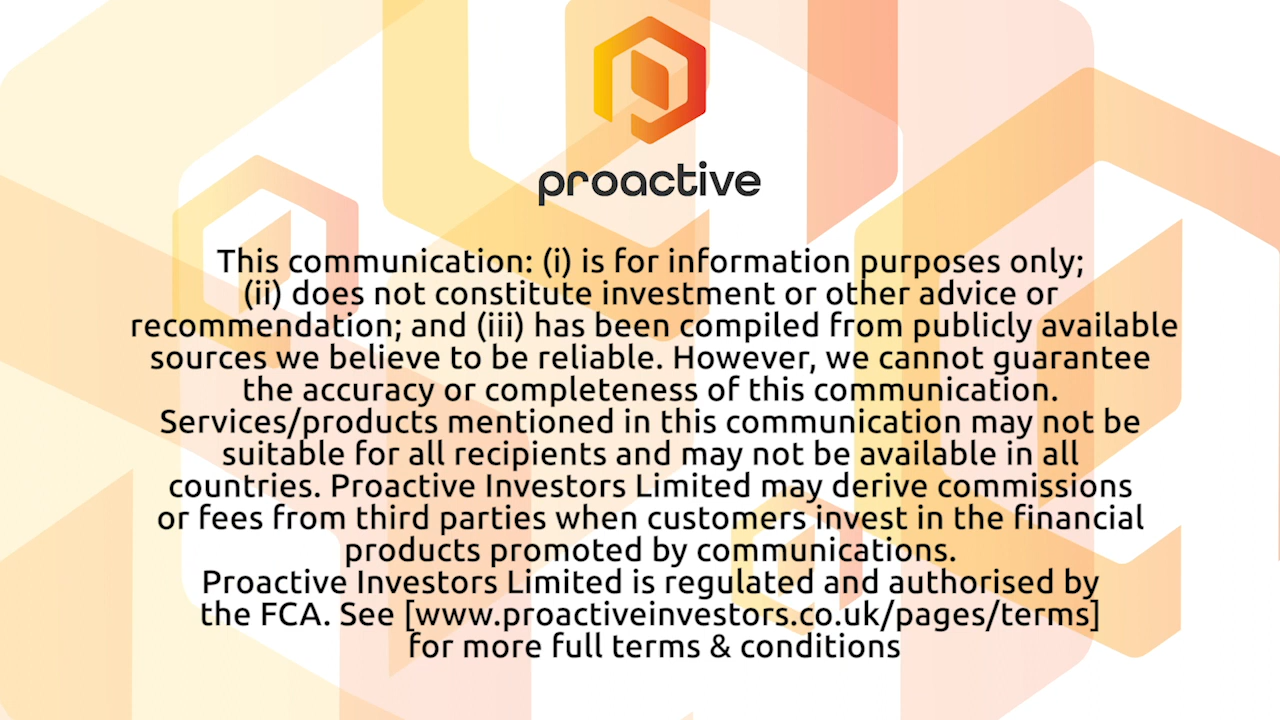 proactive
This communication: (i) is for information purposes only;
(ii) does not constitute investment or other advice or
recommendation; and (iii) has been compiled from publicly available
sources we believe to be reliable. However, we cannot guarantee
the accuracy or completeness of this communication.
Services/products mentioned in this communication may not be
suitable for all recipients and may not be available in all
countries. Proactive Investors Limited may derive commissions
or fees from third parties when customers invest in the financial
products promoted by communications.
Proactive Investors Limited is regulated and authorised by
the FCA. See [www.proactiveinvestors.co.uk/pages/terms]
for more full terms & conditions